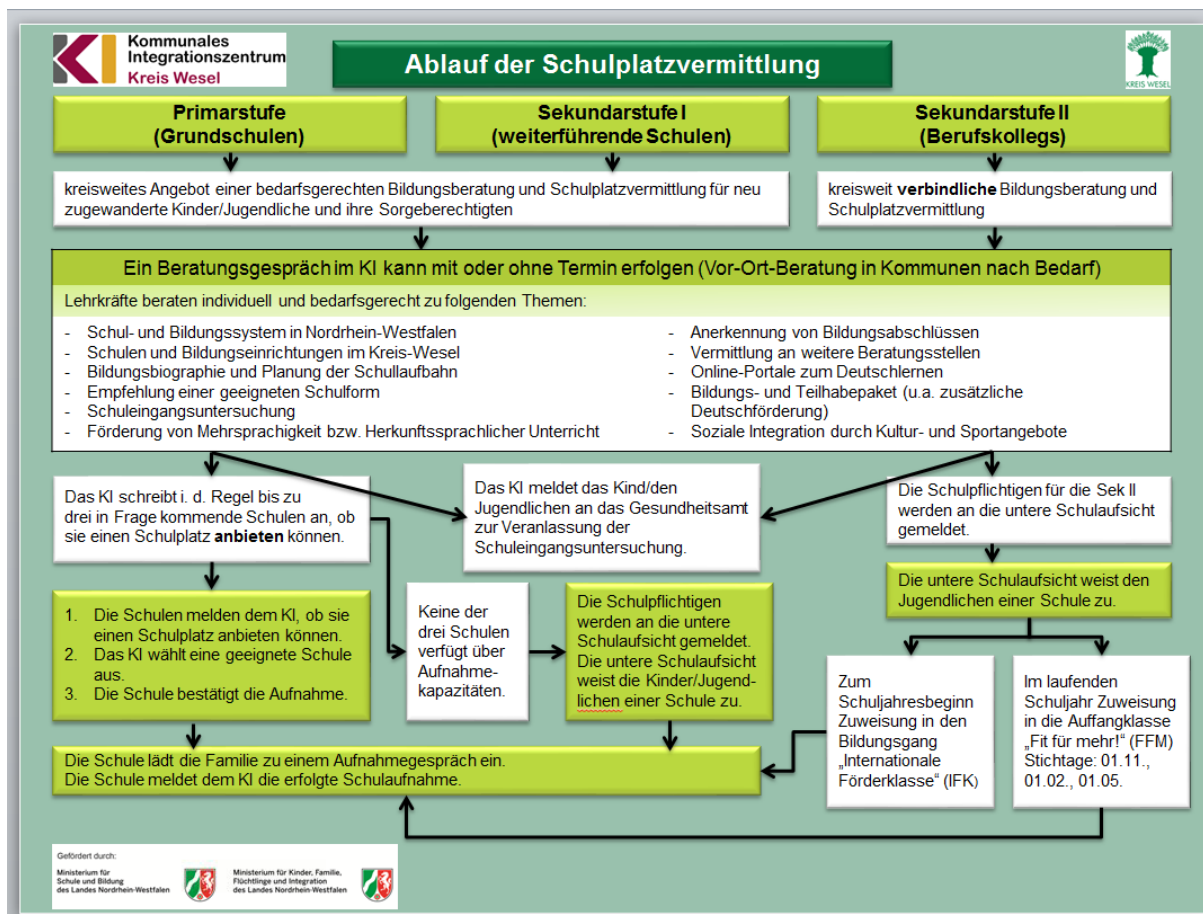 Kommunales
Integrationszentrum
Kreis Wesel
Ablauf der Schulplatzvermittlung
KREIS WESEL
Primarstufe
(Grundschulen)
Sekundarstufe I
(weiterführende Schulen)
Sekundarstufe II
(Berufskollegs)
kreisweites Angebot einer bedarfsgerechten Bildungsberatung und Schulplatzvermittlung für neu
zugewanderte Kinder/Jugendliche und ihre Sorgeberechtigten
kreisweit verbindliche Bildungsberatung und
Schulplatzvermittlung
Ein Beratungsgespräch im KI kann mit oder ohne Termin erfolgen (Vor-Ort-Beratung in Kommunen nach Bedarf)
Lehrkräfte beraten individuell und bedarfsgerecht zu folgenden Themen:
- Schul- und Bildungssystem in Nordrhein-Westfalen
- Schulen und Bildungseinrichtungen im Kreis-Wesel
- Bildungsbiographie und Planung der Schullaufbahn
- Empfehlung einer geeigneten Schulform
- Schuleingangsuntersuchung
- Förderung von Mehrsprachigkeit bzw. Herkunftssprachlicher Unterricht
- Anerkennung von Bildungsabschlüssen
- Vermittlung an weitere Beratungsstellen
- Online-Portale zum Deutschlernen
- Bildungs- und Teilhabepaket (u.a. zusätzliche
Deutschförderung)
- Soziale Integration durch Kultur- und Sportangebote
Das KI schreibt i. d. Regel bis zu
drei in Frage kommende Schulen an, ob
sie einen Schulplatz anbieten können.
Das KI meldet das Kind/den
Jugendlichen an das Gesundheitsamt
zur Veranlassung der
Schuleingangsuntersuchung.
Die Schulpflichtigen für die Sek II
werden an die untere Schulaufsicht
gemeldet.
1. Die Schulen melden dem KI, ob sie
einen Schulplatz anbieten können.
2. Das KI wählt eine geeignete Schule
aus.
3. Die Schule bestätigt die Aufnahme.
Keine der
drei Schulen
verfügt über
Aufnahme-
kapazitäten.
Die Schulpflichtigen
werden an die untere
Schulaufsicht gemeldet.
Die untere Schulaufsicht
weist die Kinder/Jugend-
lichen einer Schule zu.
Die untere Schulaufsicht weist den
Jugendlichen einer Schule zu.
Zum
Schuljahresbeginn
Zuweisung in den
Bildungsgang
„Internationale
Förderklasse“ (IFK)
Im laufenden
Schuljahr Zuweisung
in die Auffangklasse
„Fit für mehr!“ (FFM)
Stichtage: 01.11.,
01.02., 01.05.
Die Schule lädt die Familie zu einem Aufnahmegespräch ein.
Die Schule meldet dem KI die erfolgte Schulaufnahme.
Gefördert durch:
Ministerium für
Schule und Bildung
des Landes Nordrhein-Westfalen
Ministerium für Kinder, Familie,
Flüchtlinge und Integration
des Landes Nordrhein-Westfalen